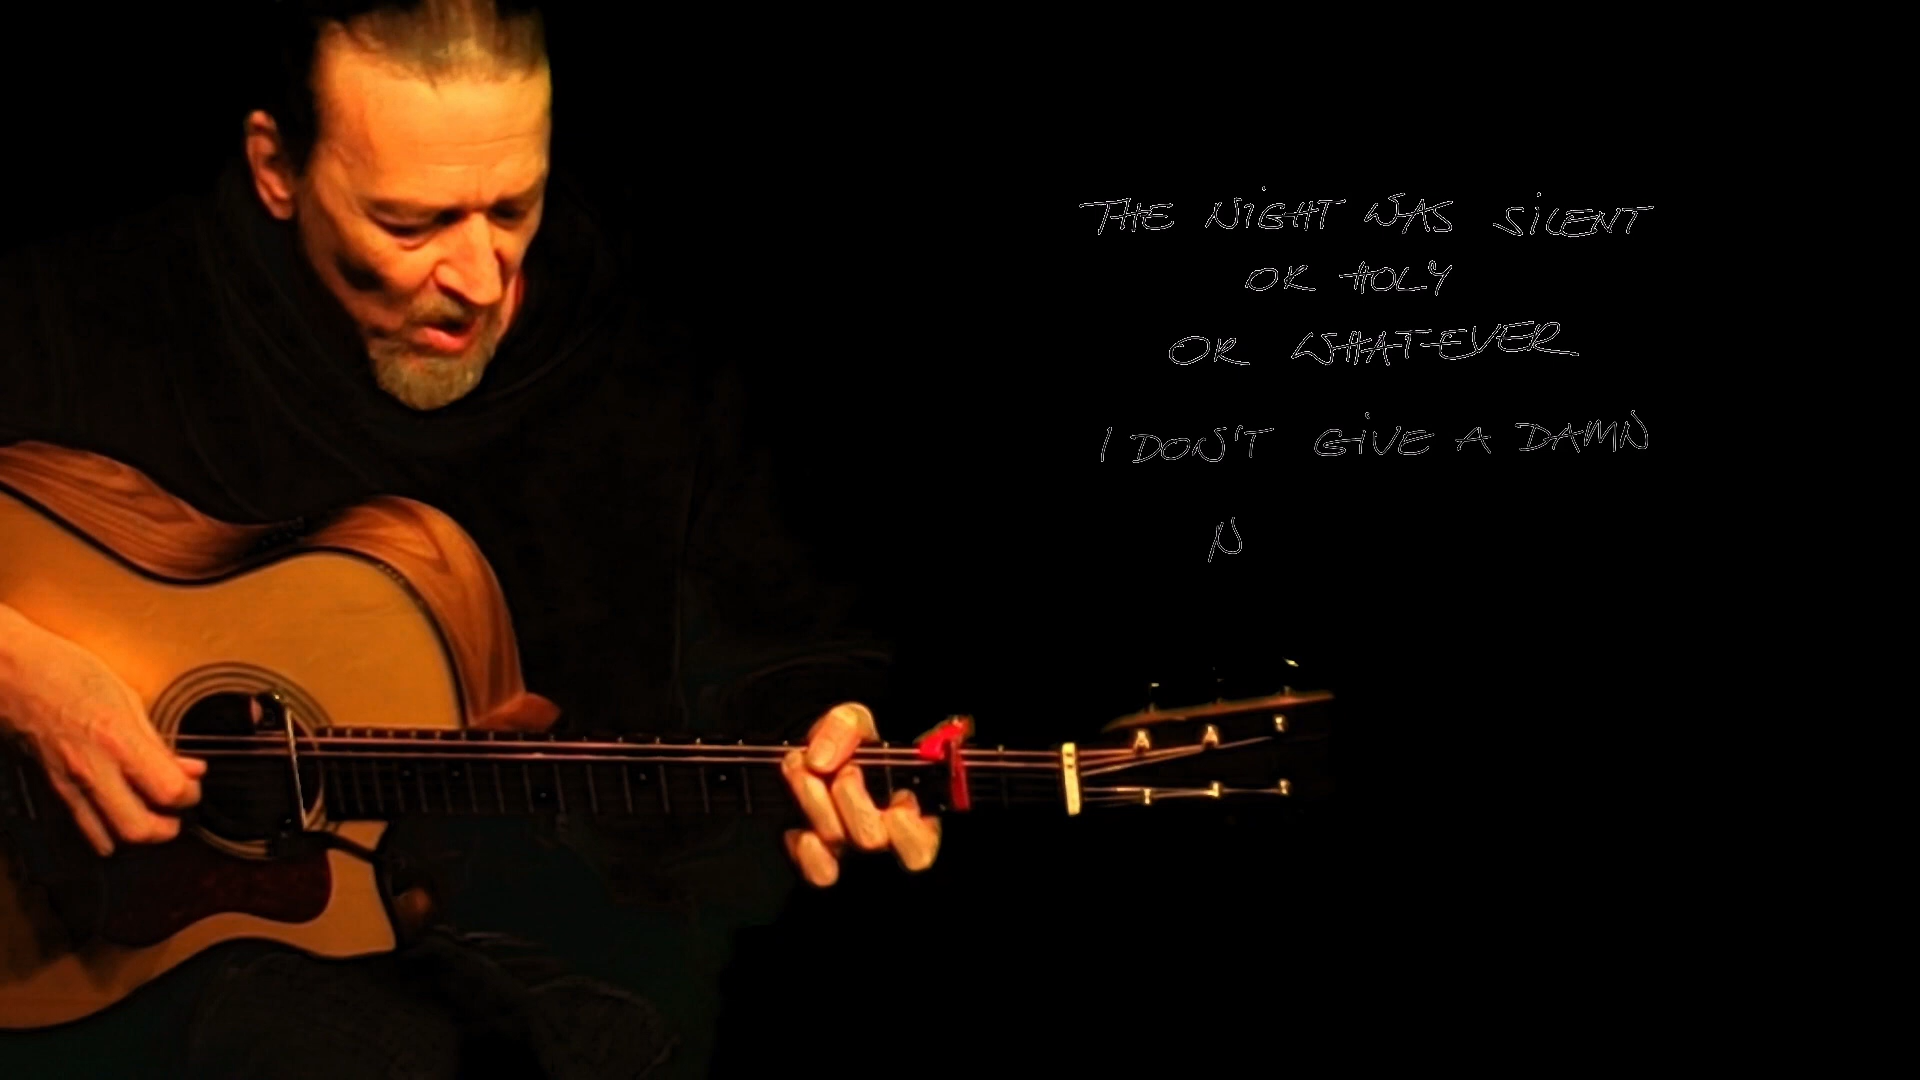 THE NIGHT WAS SILENT
OR HOLY
OR WHATEVER
I DON'T GIVE A DAMN
N